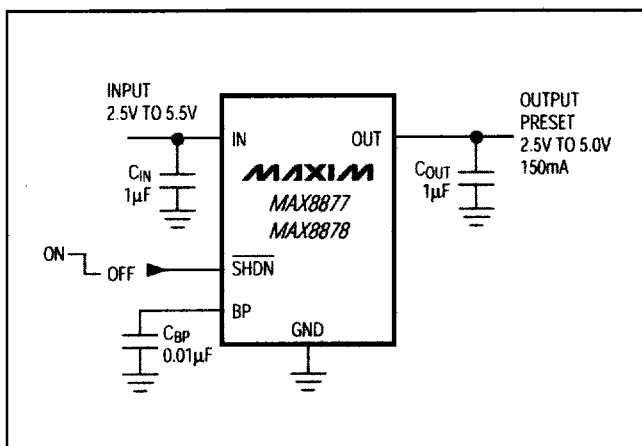 INPUT
2.5V TO 5.5V
IN
OUT
OUTPUT
PRESET
2.5V TO 5.0V
150mA
CIN
1µF
MAXIM
MAX8877
MAX8878
COUT
1µF
ON
OFF
SHDN
BP
GND
CBP
0.01µF